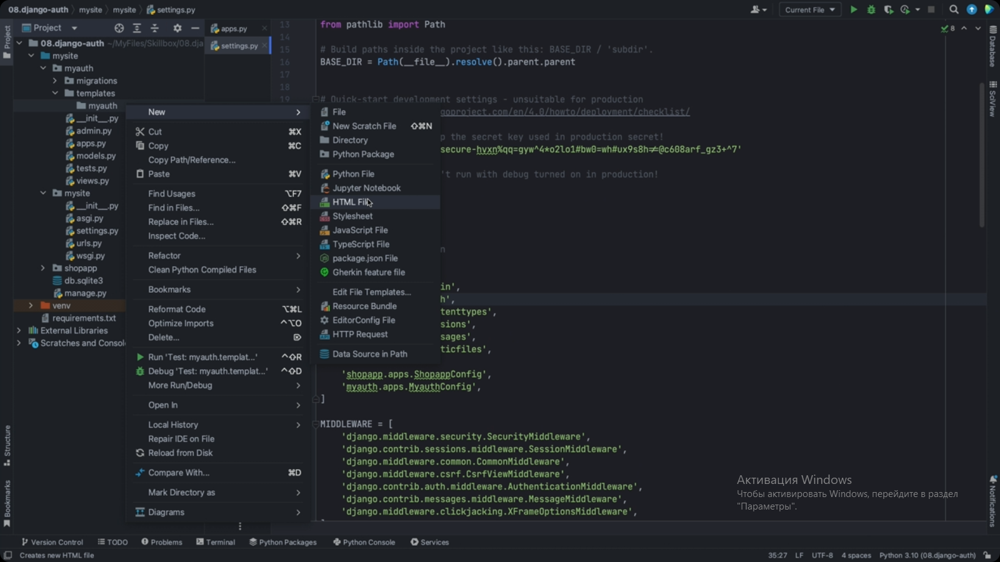 08.django-auth mysite mysite settings.py
Current File
Project
apps.py
settings.py
8
Project
Structure
Bookmarks
Database
SciView
Notifications
08.django-auth ~/MyFiles/Skillbox/08.dja
mysite
myauth
migrations
templates
myauth
__init__.py
admin.py
apps.py
models.py
tests.py
views.py
mysite
__init__.py
asgi.py
settings.py
urls.py
wsgi.py
shopapp
db.sqlite3
manage.py
venv
requirements.txt
External Libraries
Scratches and Consol
New
Cut ⌘X
Copy ⌘C
Copy Path/Reference...
Paste ⌘V
Find Usages ⌥F7
Find in Files... ⇧⌘F
Replace in Files... ⇧⌘R
Inspect Code...
Refactor
Clean Python Compiled Files
Bookmarks
Reformat Code ⌥⌘L
Optimize Imports ^⌥O
Delete... ⌦
Run 'Test: myauth.templat...' ^⇧R
Debug 'Test: myauth.templat...' ^⇧D
More Run/Debug
Open In
Local History
Repair IDE on File
Reload from Disk
Compare With... ⌘D
Mark Directory as
Diagrams
File
New Scratch File ⇧⌘N
Directory
Python Package
Python File
Jupyter Notebook
HTML File
Stylesheet
JavaScript File
TypeScript File
package.json File
Gherkin feature file
Edit File Templates...
Resource Bundle
EditorConfig File
HTTP Request
Data Source in Path
13 from pathlib import Path
14
15 # Build paths inside the project like this: BASE_DIR / 'subdir'.
16 BASE_DIR = Path(__file__).resolve().parent.parent
17
18
19 # Quick-start development settings - unsuitable for production
goproject.com/en/4.0/howto/deployment/checklist/
p the secret key used in production secret!
secure-hvxn%qq=gyw^4*o2lo1#bw0=wh#ux9s8h≠@c608arf_gz3+^7'
't run with debug turned on in production!
n
in',
h',
tenttypes',
sions',
sages',
ticfiles',
'shopapp.apps.ShopappConfig',
'myauth.apps.MyauthConfig',
]
MIDDLEWARE = [
'django.middleware.security.SecurityMiddleware',
'django.contrib.sessions.middleware.SessionMiddleware',
'django.middleware.common.CommonMiddleware',
'django.middleware.csrf.CsrfViewMiddleware',
'django.contrib.auth.middleware.AuthenticationMiddleware',
'django.contrib.messages.middleware.MessageMiddleware',
'django.middleware.clickjacking.XFrameOptionsMiddleware',
Активация Windows
Чтобы активировать Windows, перейдите в раздел
"Параметры".
Version Control TODO Problems Terminal Python Packages Python Console Services
Creates new HTML file
35:27 LF UTF-8 4 spaces Python 3.10 (08.django-auth)